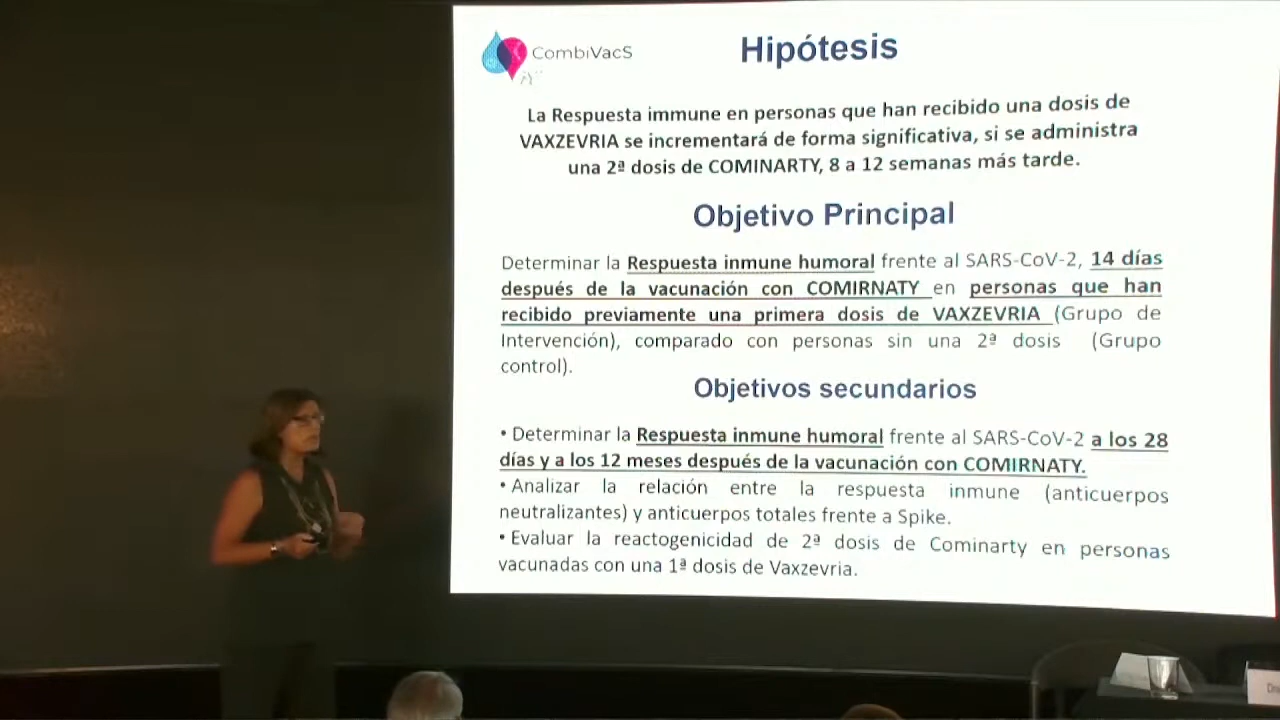 CombiVacS
Hipótesis
La Respuesta immune en personas que han recibido una dosis de
VAXZEVRIA se incrementará de forma significativa, si se administra
una 2ª dosis de COMINARTY, 8 a 12 semanas más tarde.
Objetivo Principal
Determinar la Respuesta inmune humoral frente al SARS-CoV-2, 14 días
después de la vacunación con COMIRNATY en personas que han
recibido previamente una primera dosis de VAXZEVRIA (Grupo de
Intervención), comparado con personas sin una 2ª dosis (Grupo
control).
Objetivos secundarios
• Determinar la Respuesta inmune humoral frente al SARS-CoV-2 a los 28
días y a los 12 meses después de la vacunación con COMIRNATY.
• Analizar la relación entre la respuesta inmune (anticuerpos
neutralizantes) y anticuerpos totales frente a Spike.
• Evaluar la reactogenicidad de 2ª dosis de Cominarty en personas
vacunadas con una 1ª dosis de Vaxzevria.